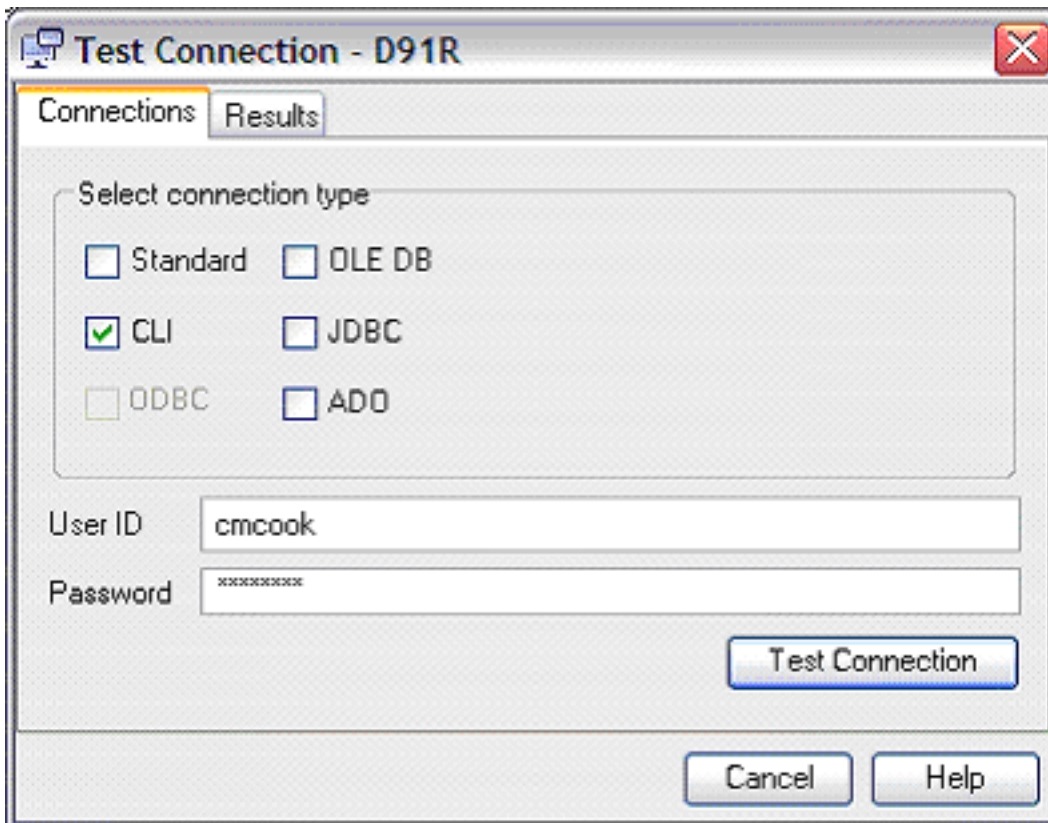 Test Connection - D91R
Connections Results
Select connection type
Standard OLE DB
CLI JDBC
ODBC ADO
User ID cmcook
Password ********
Test Connection
Cancel Help